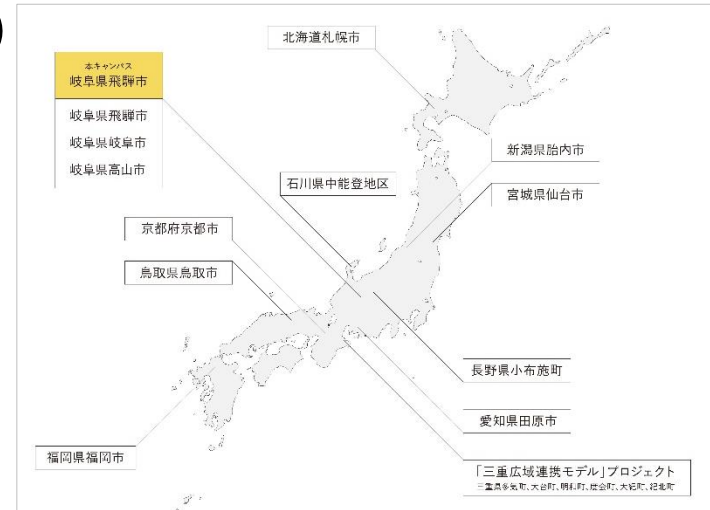 北海道札幌市
本キャンパス
岐阜県飛騨市
岐阜県飛騨市
岐阜県岐阜市
岐阜県高山市
新潟県胎内市
石川県中能登地区
宮城県仙台市
京都府京都市
鳥取県鳥取市
長野県小布施町
愛知県田原市
福岡県福岡市
「三重広域連携モデル」プロジェクト
三重県多気町、大台町、明和町、度会町、大紀町、紀北町